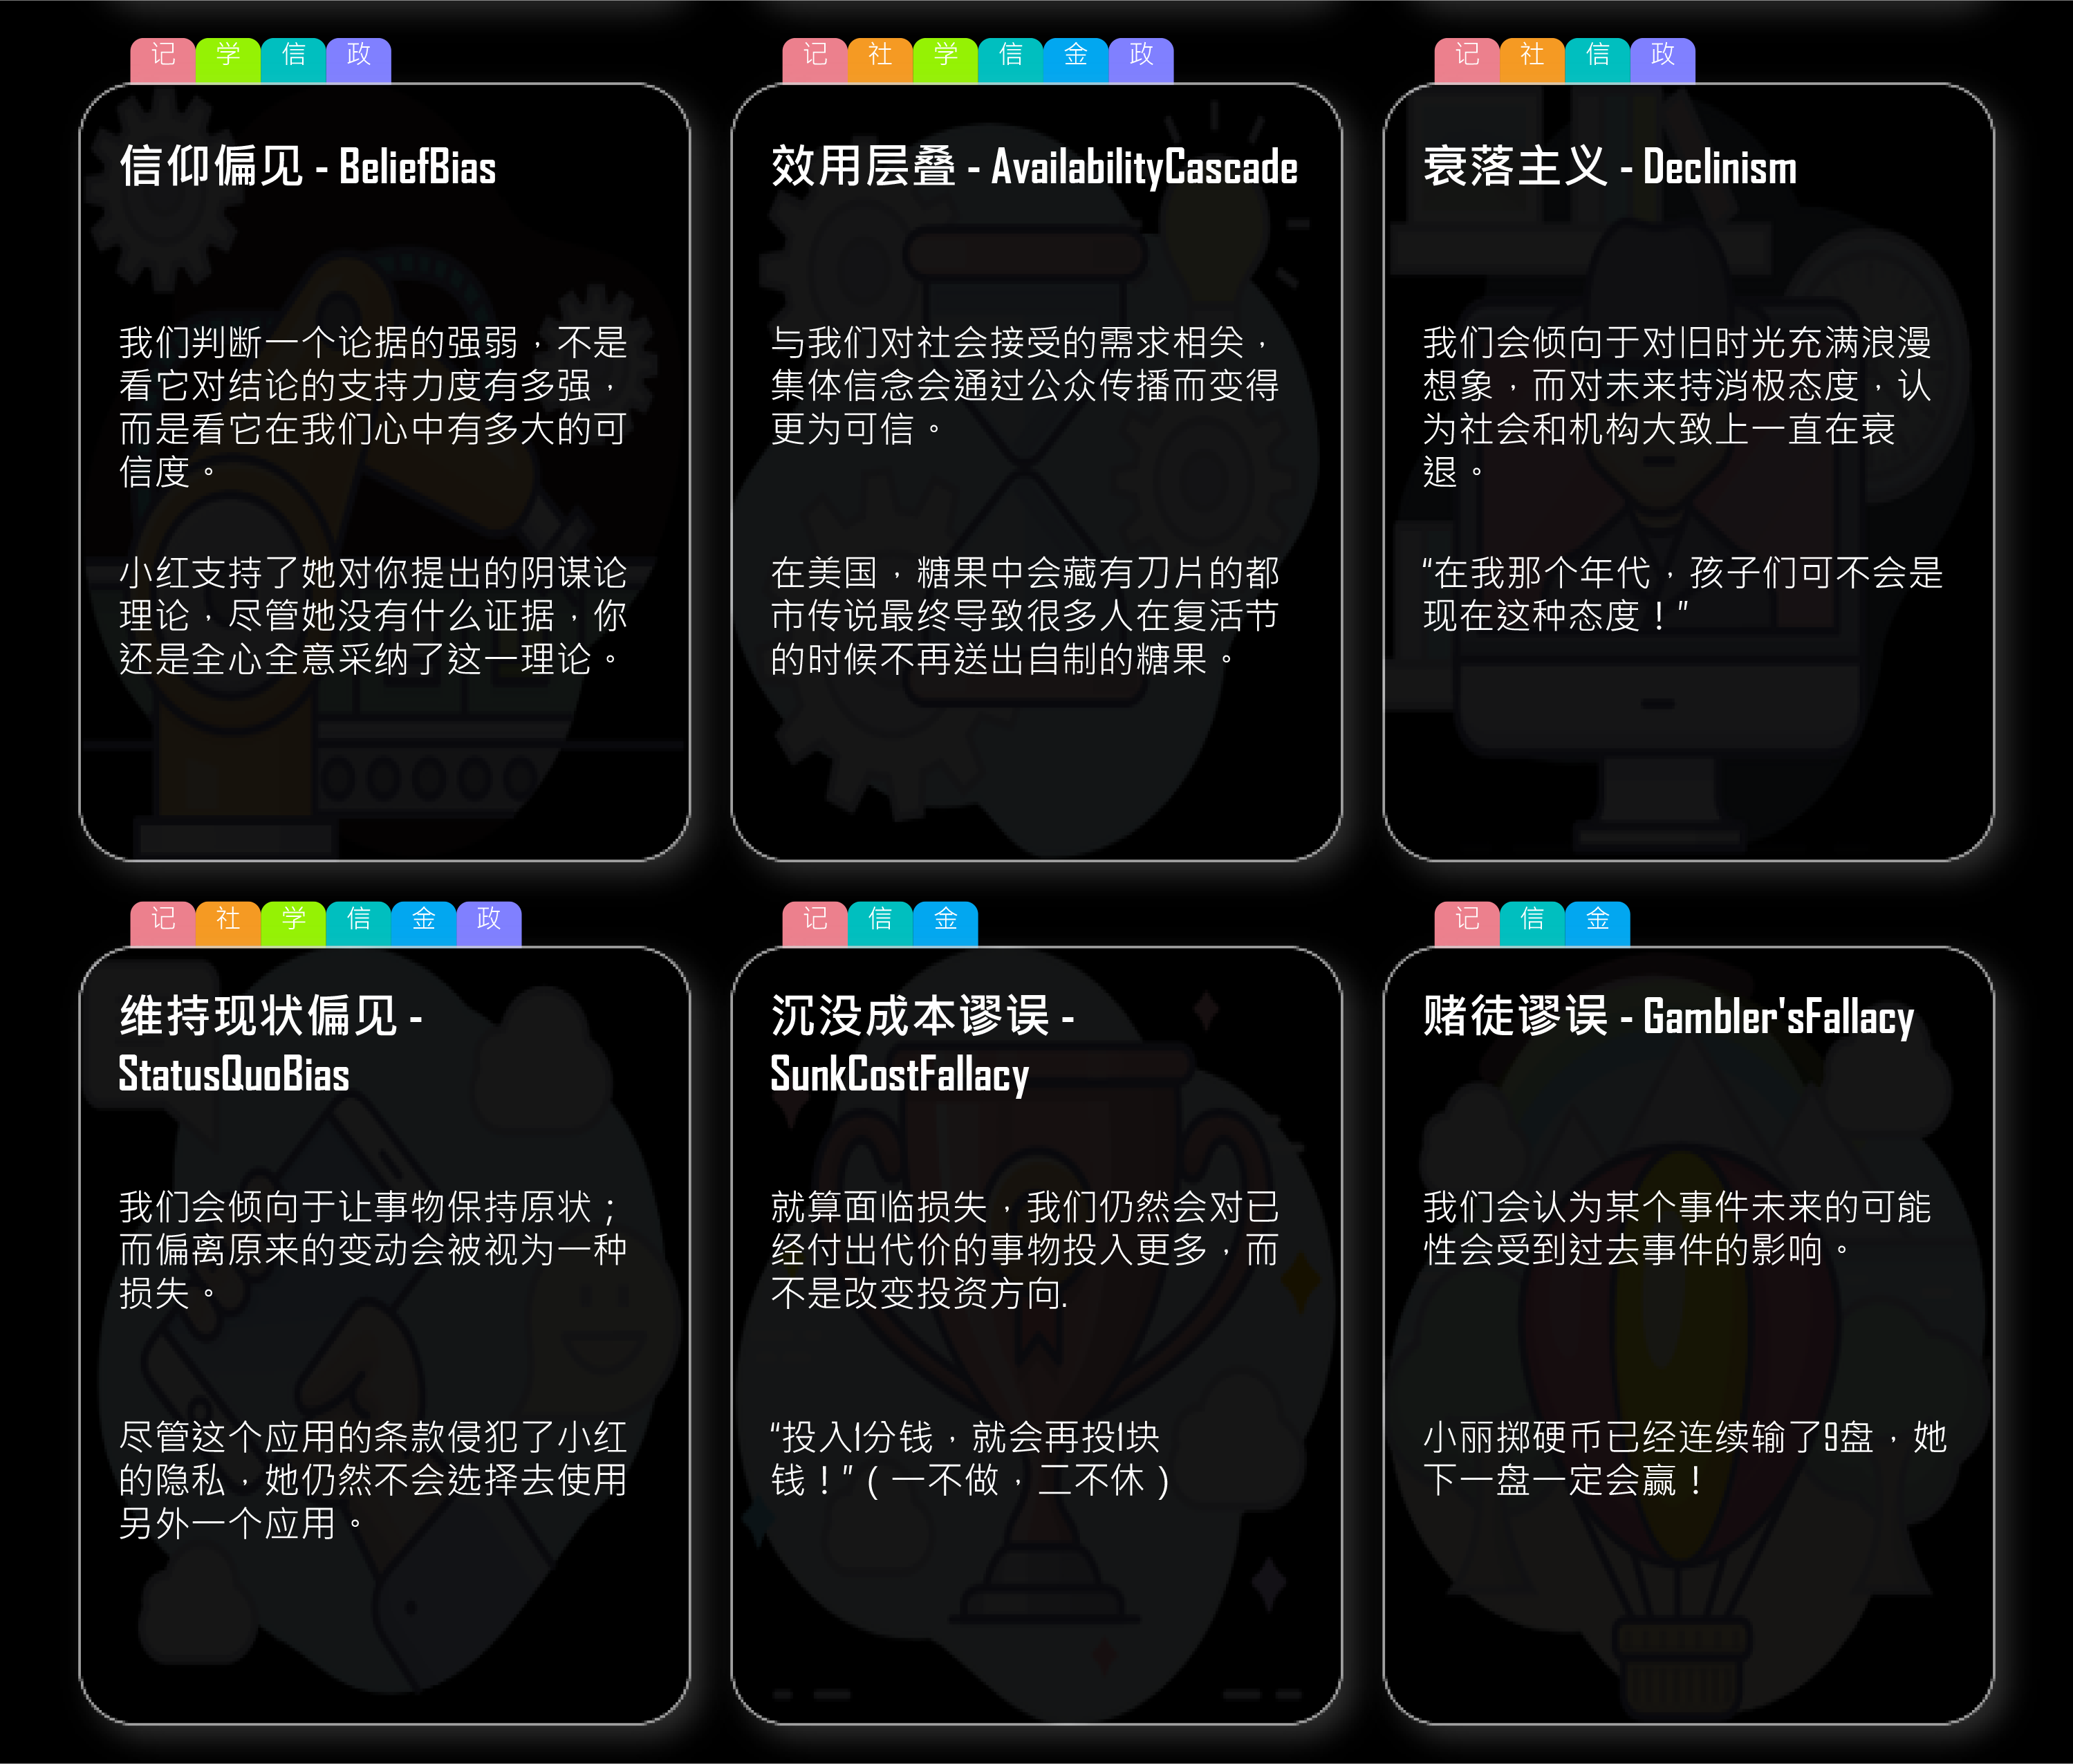 记 学 信 政
信仰偏见 - BeliefBias
我们判断一个论据的强弱，不是
看它对结论的支持力度有多强，
而是看它在我们心中有多大的可
信度。
小红支持了她对你提出的阴谋论
理论，尽管她没有什么证据，你
还是全心全意采纳了这一理论。
记 社 学 信 金 政
效用层叠 - AvailabilityCascade
与我们对社会接受的需求相关，
集体信念会通过公众传播而变得
更为可信。
在美国，糖果中会藏有刀片的都
市传说最终导致很多人在复活节
的时候不再送出自制的糖果。
记 社 信 政
衰落主义 - Declinism
我们会倾向于对旧时光充满浪漫
想象，而对未来持消极态度，认
为社会和机构大致上一直在衰
退。
“在我那个年代，孩子们可不会是
现在这种态度！”
记 社 学 信 金 政
维持现状偏见 -
StatusQuoBias
我们会倾向于让事物保持原状；
而偏离原来的变动会被视为一种
损失。
尽管这个应用的条款侵犯了小红
的隐私，她仍然不会选择去使用
另外一个应用。
记 信 金
沉没成本谬误 -
SunkCostFallacy
就算面临损失，我们仍然会对已
经付出代价的事物投入更多，而
不是改变投资方向.
“投入1分钱，就会再投1块
钱！”（一不做，二不休）
记 信 金
赌徒谬误 - Gambler'sFallacy
我们会认为某个事件未来的可能
性会受到过去事件的影响。
小丽掷硬币已经连续输了9盘，她
下一盘一定会赢！